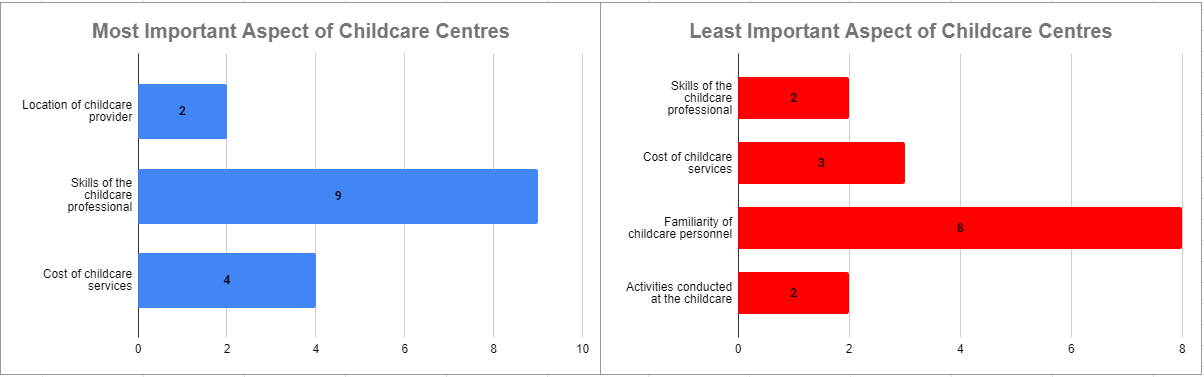 Most Important Aspect of Childcare Centres
Location of childcare
provider
2
Skills of the
childcare
professional
9
Cost of childcare
services
4
0 2 4 6 8 10
Least Important Aspect of Childcare Centres
Skills of the
childcare
professional
2
Cost of childcare
services
3
Familiarity of
childcare personnel
8
Activities conducted
at the childcare
2
0 2 4 6 8